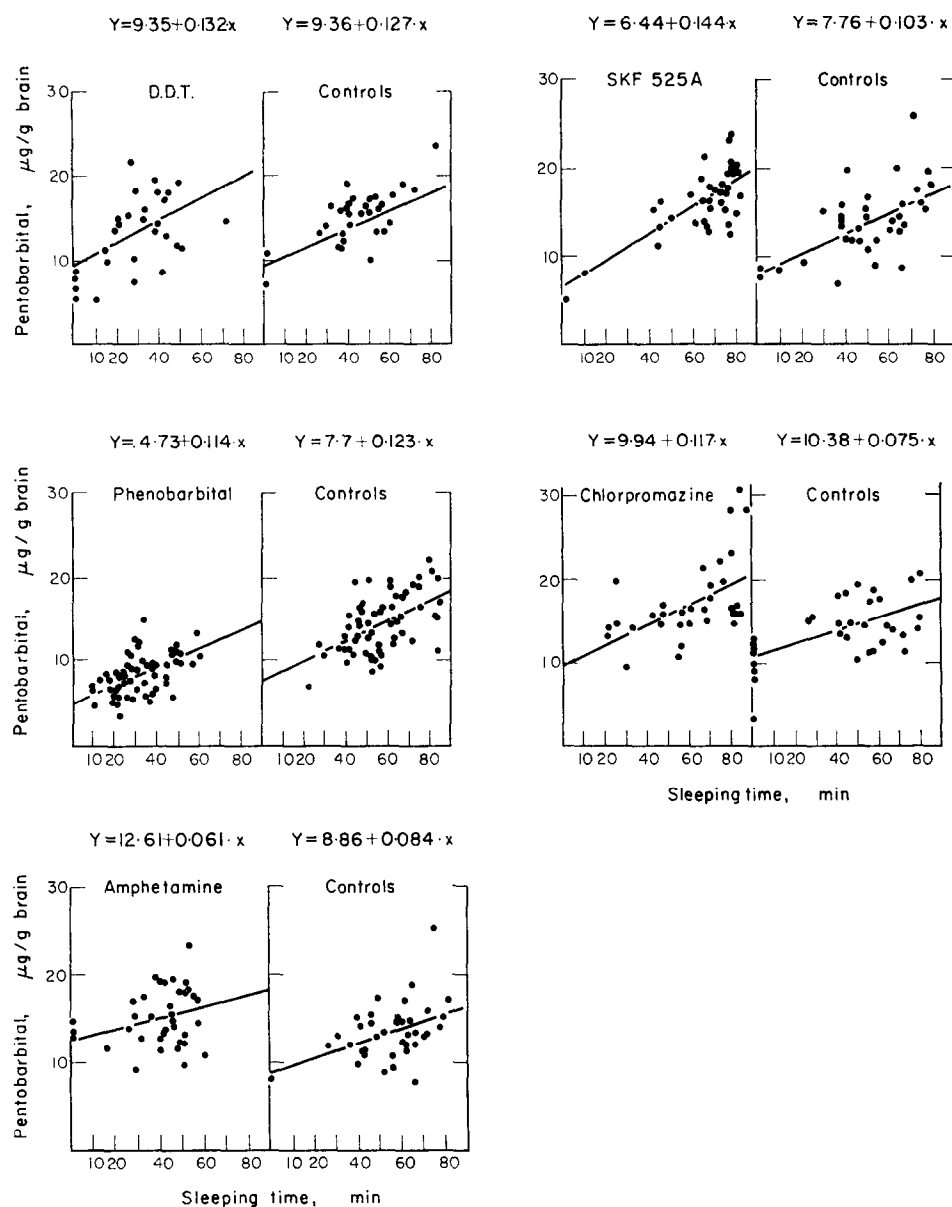 Y=9·35+0·132x Y=9·36+0·127·x
D.D.T. Controls
Pentobarbital, μg/g brain
30
20
10
10 20 40 60 80 10 20 40 60 80
Y=6·44+0·144·x Y=7·76+0·103·x
SKF 525A Controls
30
20
10
10 20 40 60 80 10 20 40 60 80
Y=4·73+0·114·x Y=7·7+0·123·x
Phenobarbital Controls
Pentobarbital, μg/g brain
30
20
10
10 20 40 60 80 10 20 40 60 80
Y=9·94+0·117·x Y=10·38+0·075·x
Chlorpromazine Controls
30
20
10
10 20 40 60 80 10 20 40 60 80
Sleeping time, min
Y=12·61+0·061·x Y=8·86+0·084·x
Amphetamine Controls
Pentobarbital, μg/g brain
30
20
10
10 20 40 60 80 10 20 40 60 80
Sleeping time, min